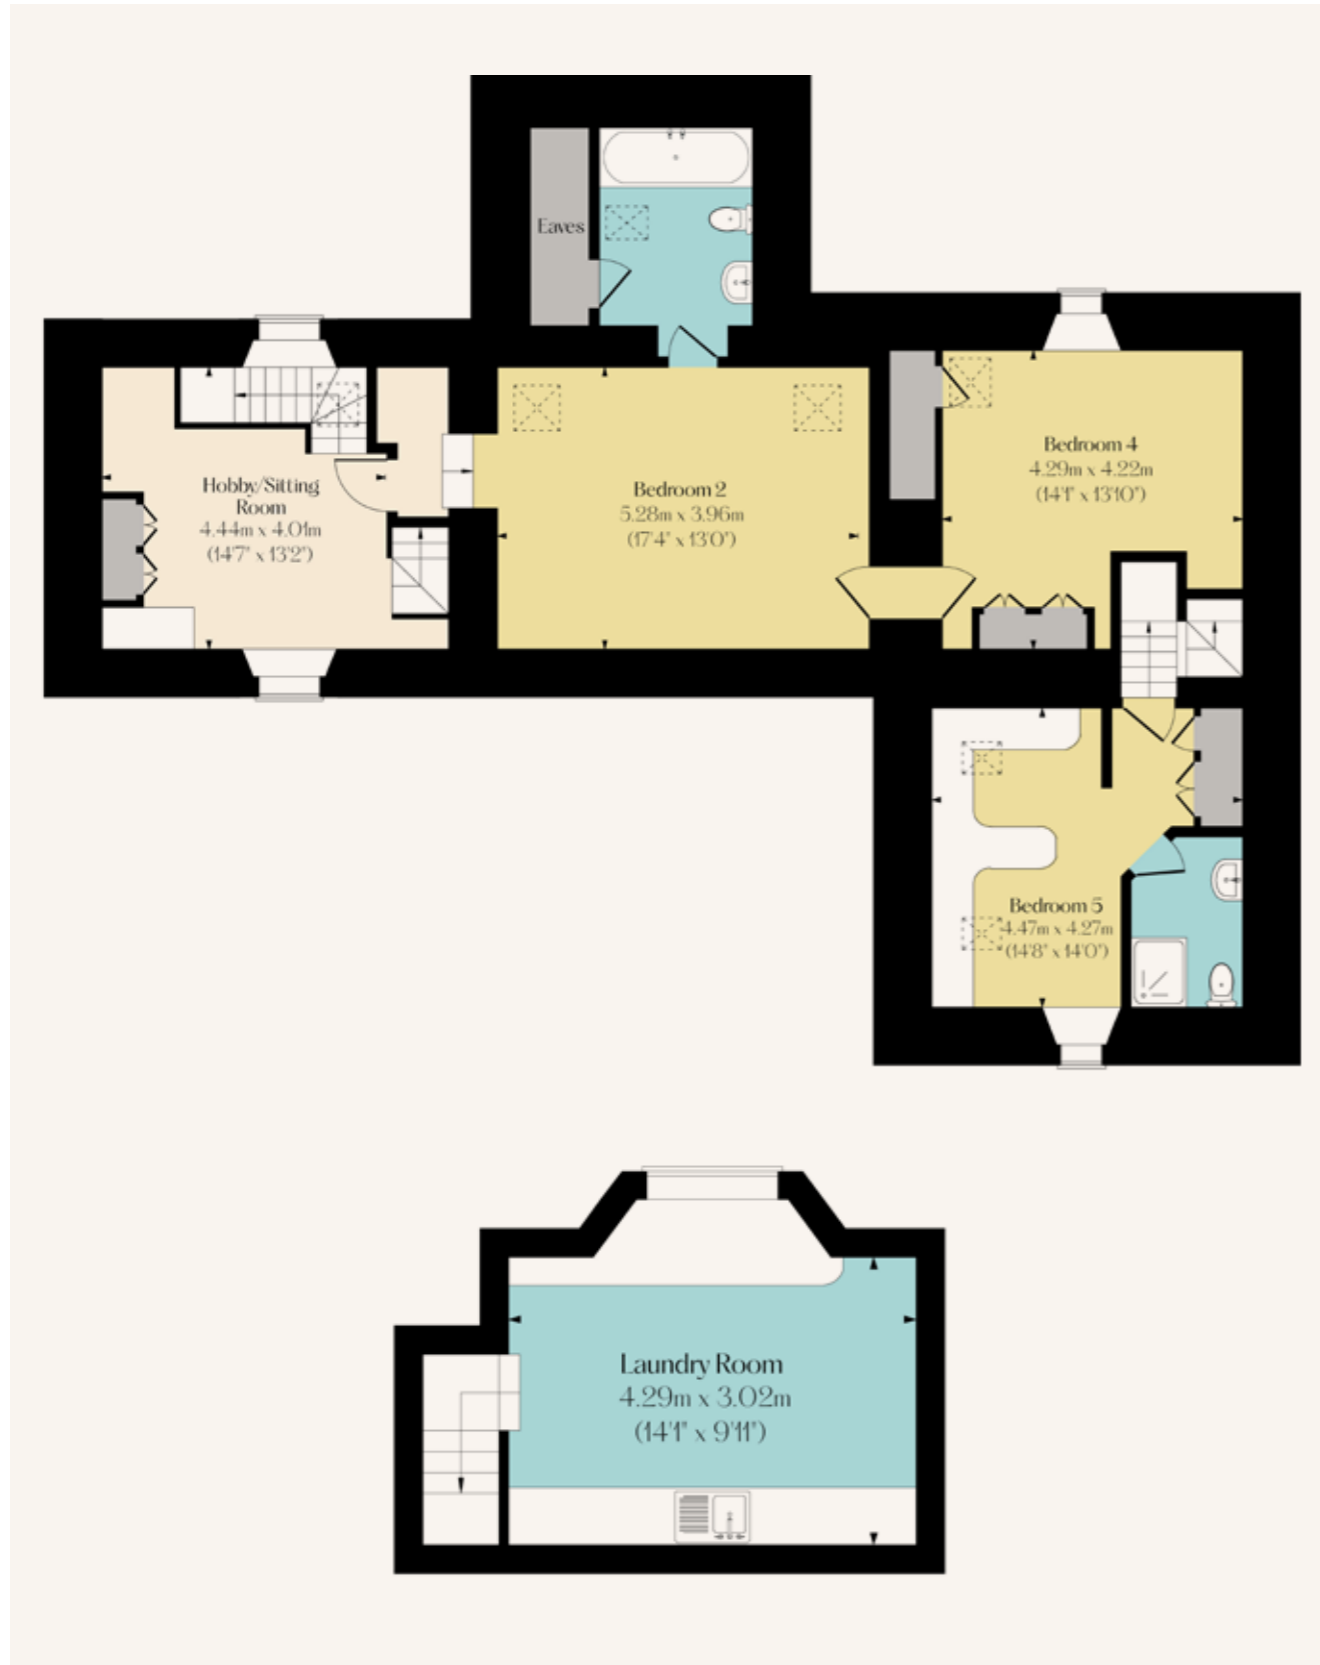 Eaves
Hobby/Sitting
Room
4.44m x 4.01m
(14'7" x 13'2")
Bedroom 2
5.28m x 3.96m
(17'4" x 13'0")
Bedroom 4
4.29m x 4.22m
(14'1" x 13'10")
Bedroom 5
4.47m x 4.27m
(14'8" x 14'0")
Laundry Room
4.29m x 3.02m
(14'1" x 9'11")